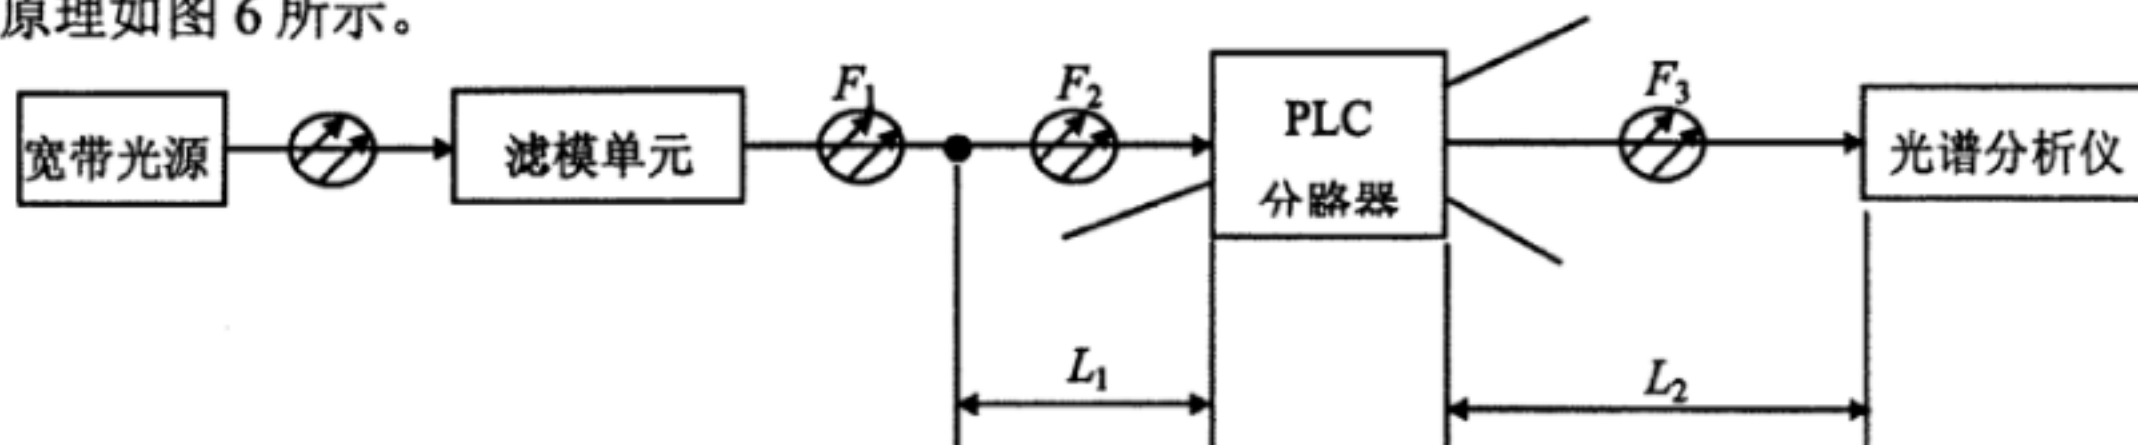 原理如图 6 所示。
宽带光源
滤模单元
F1
F2
PLC
分路器
F3
光谱分析仪
L1
L2